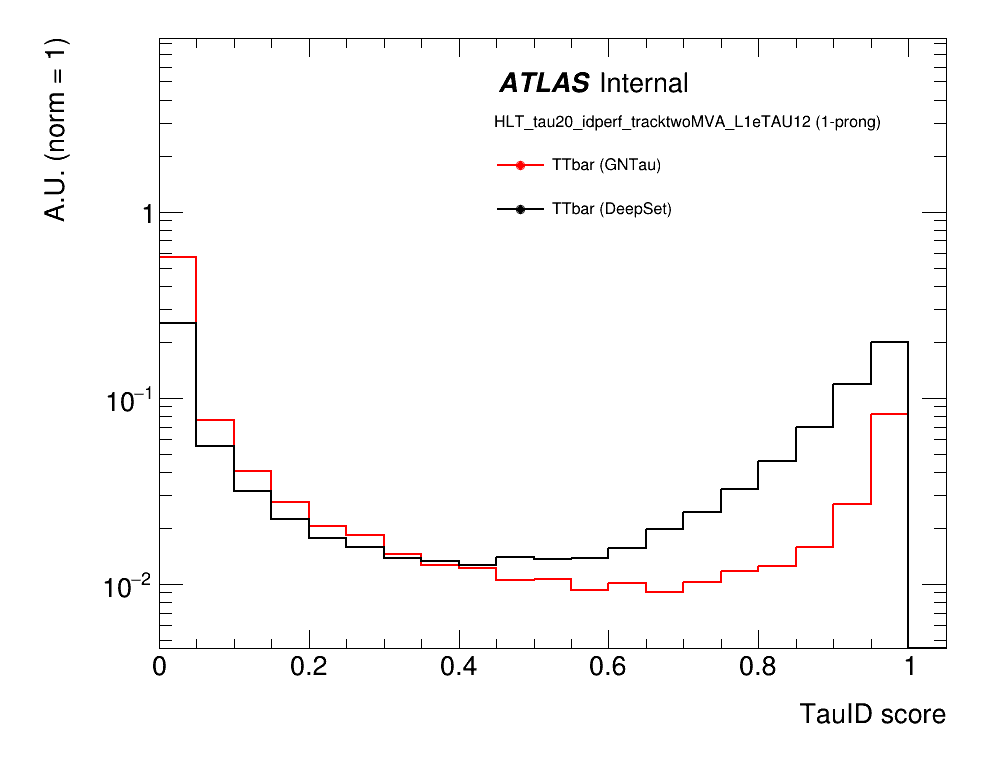 A.U. (norm = 1)
ATLAS Internal
HLT_tau20_idperf_tracktwoMVA_L1eTAU12 (1-prong)
TTbar (GNTau)
TTbar (DeepSet)
1
10⁻¹
10⁻²
0 0.2 0.4 0.6 0.8 1
TauID score